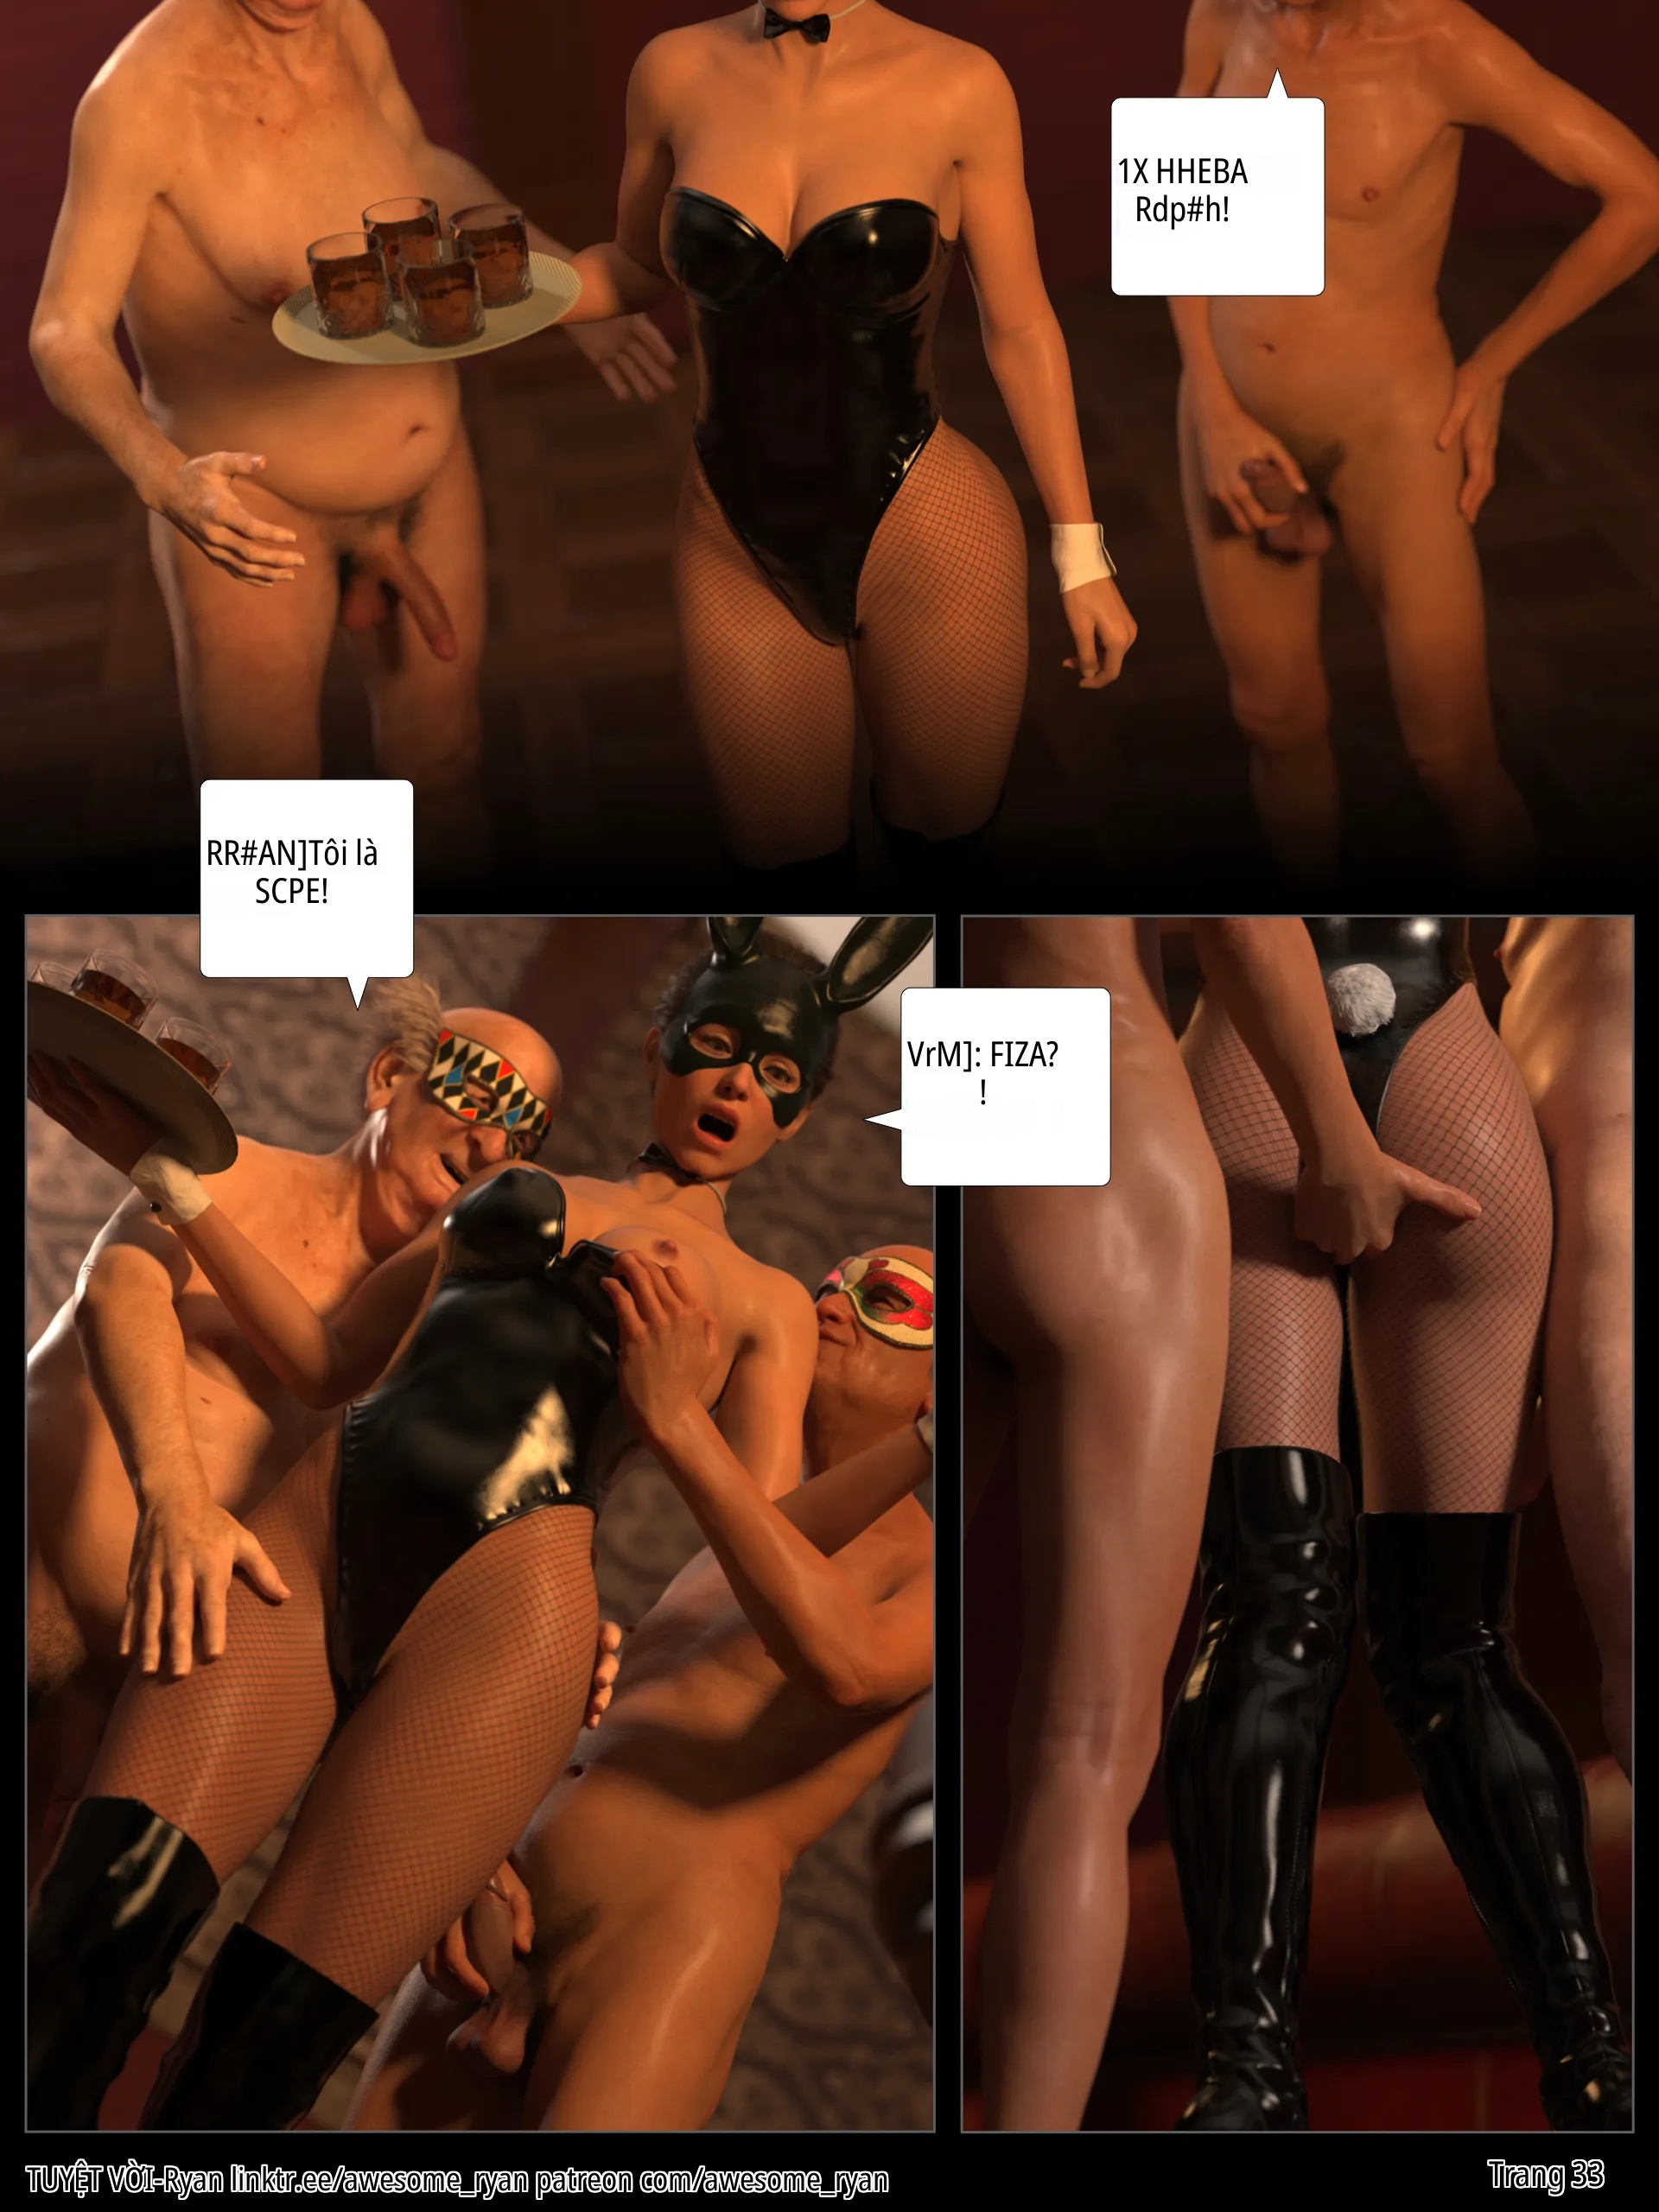 1X HHEBA
Rdp#h!
RR#AN]Tôi là
SCPE!
VrM]: FIZA?
!
TUYỆT VỜI-Ryan linktr.ee/awesome_ryan patreon com/awesome_ryan
Trang 33